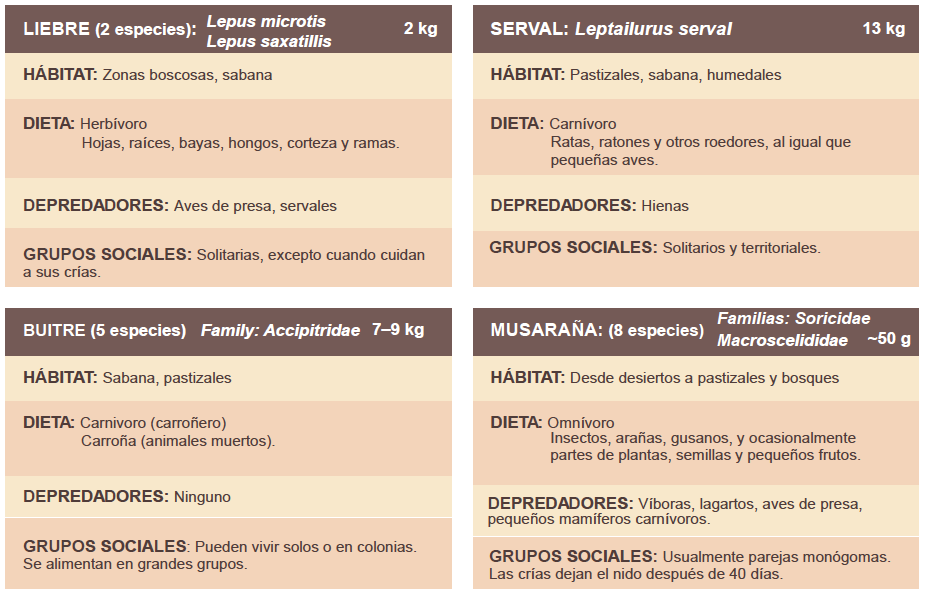 LIEBRE (2 especies): Lepus microtis 2 kg
Lepus saxatillis
HÁBITAT: Zonas boscosas, sabana
DIETA: Herbívoro
Hojas, raíces, bayas, hongos, corteza y ramas.
DEPREDADORES: Aves de presa, servales
GRUPOS SOCIALES: Solitarias, excepto cuando cuidan
a sus crías.
SERVAL: Leptailurus serval 13 kg
HÁBITAT: Pastizales, sabana, humedales
DIETA: Carnívoro
Ratas, ratones y otros roedores, al igual que
pequeñas aves.
DEPREDADORES: Hienas
GRUPOS SOCIALES: Solitarios y territoriales.
BUITRE (5 especies) Family: Accipitridae 7–9 kg
HÁBITAT: Sabana, pastizales
DIETA: Carnivoro (carroñero)
Carroña (animales muertos).
DEPREDADORES: Ninguno
GRUPOS SOCIALES: Pueden vivir solos o en colonias.
Se alimentan en grandes grupos.
MUSARAÑA: (8 especies) Familias: Soricidae
Macroscelididae ~50 g
HÁBITAT: Desde desiertos a pastizales y bosques
DIETA: Omnívoro
Insectos, arañas, gusanos, y ocasionalmente
partes de plantas, semillas y pequeños frutos.
DEPREDADORES: Víboras, lagartos, aves de presa,
pequeños mamíferos carnívoros.
GRUPOS SOCIALES: Usualmente parejas monógomas.
Las crías dejan el nido después de 40 días.